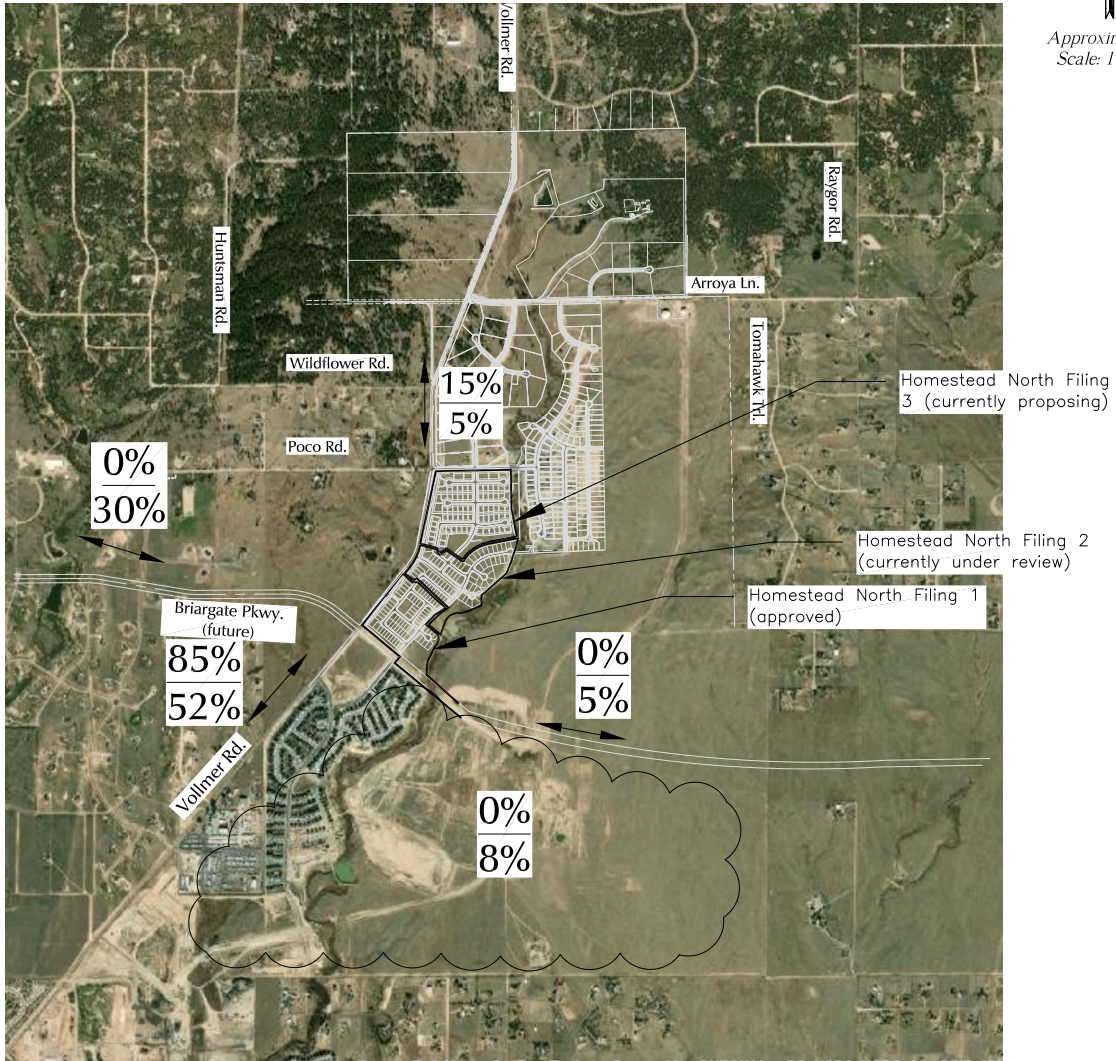 Vollmer Rd.
Approxi
Scale: 1
Huntsman Rd.
Raygor Rd.
Arroya Ln.
Tomahawk Trl.
Wildflower Rd.
15%
5%
Homestead North Filing
3 (currently proposing)
Poco Rd.
0%
30%
Homestead North Filing 2
(currently under review)
Homestead North Filing 1
(approved)
Briargate Pkwy.
(future)
85%
52%
0%
5%
Vollmer Rd.
0%
8%